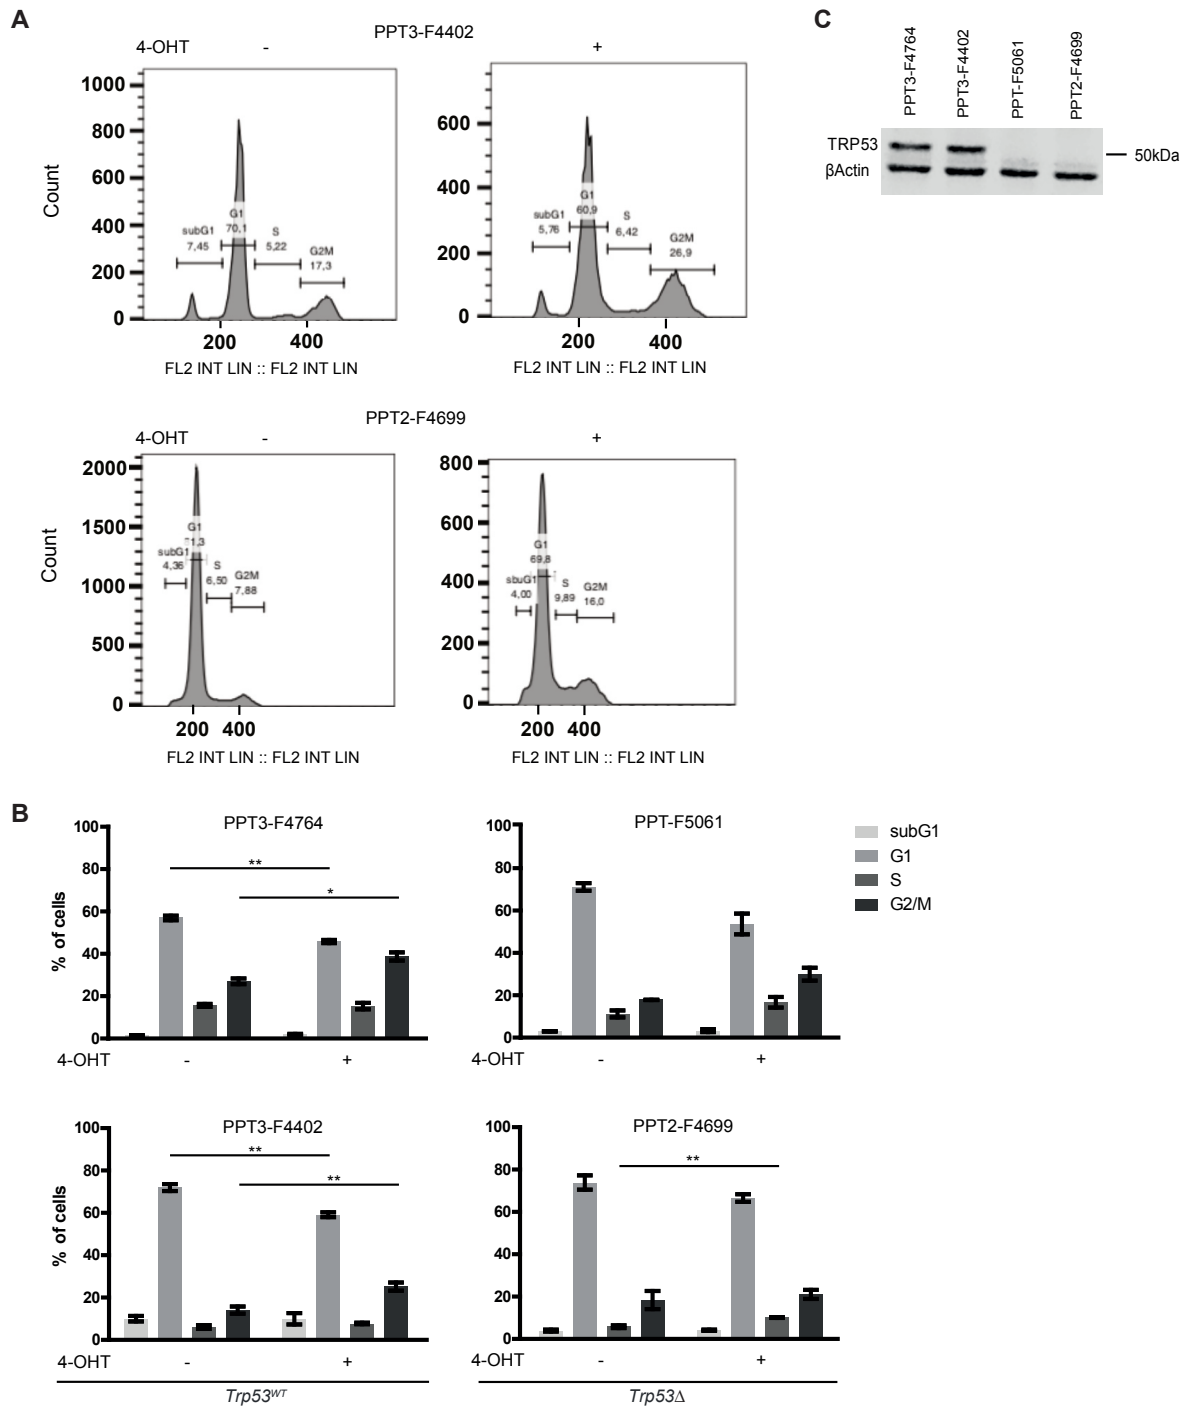 A
PPT3-F4402
4-OHT - +
1000
800
600
400
200
0
Count
subG1
7,45
G1
70,1
S
5,22
G2M
17,3
200 400
FL2 INT LIN :: FL2 INT LIN
600
400
200
0
subG1
5,76
G1
60,9
S
6,42
G2M
26,9
200 400
FL2 INT LIN :: FL2 INT LIN
PPT2-F4699
4-OHT - +
2000
1500
1000
500
0
Count
subG1
4,36
G1
S
6,50
G2M
7,88
200 400
FL2 INT LIN :: FL2 INT LIN
800
600
400
200
0
sbuG1
4,00
G1
69,8
S
9,89
G2M
16,0
200 400
FL2 INT LIN :: FL2 INT LIN
C
PPT3-F4764
PPT3-F4402
PPT-F5061
PPT2-F4699
TRP53
βActin
50kDa
B
PPT3-F4764
100
80
60
40
20
0
% of cells
**
*
4-OHT - +
PPT-F5061
100
80
60
40
20
0
4-OHT - +
subG1
G1
S
G2/M
PPT3-F4402
100
80
60
40
20
0
% of cells
**
**
4-OHT - +
Trp53WT
PPT2-F4699
100
80
60
40
20
0
**
4-OHT - +
Trp53Δ